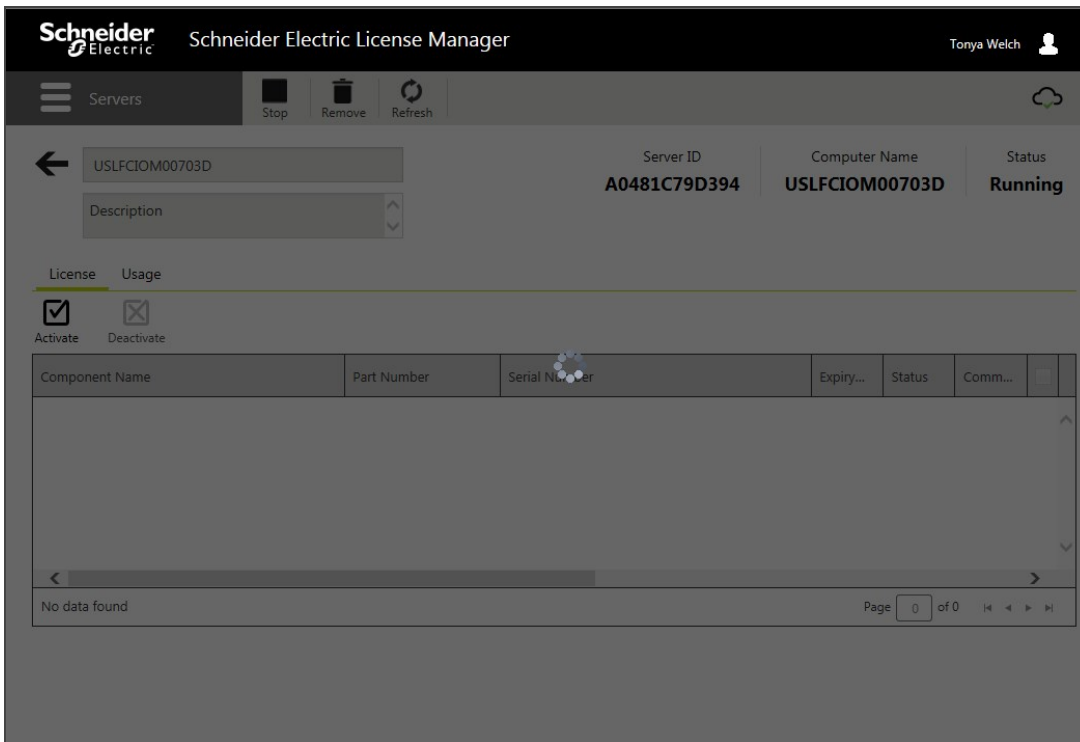 Schneider Electric
Schneider Electric License Manager
Tonya Welch
Servers
Stop
Remove
Refresh
USLFCIOM00703D
Description
Server ID
A0481C79D394
Computer Name
USLFCIOM00703D
Status
Running
License
Usage
Activate
Deactivate
Component Name
Part Number
Serial Number
Expiry...
Status
Comm...
No data found
Page 0 of 0